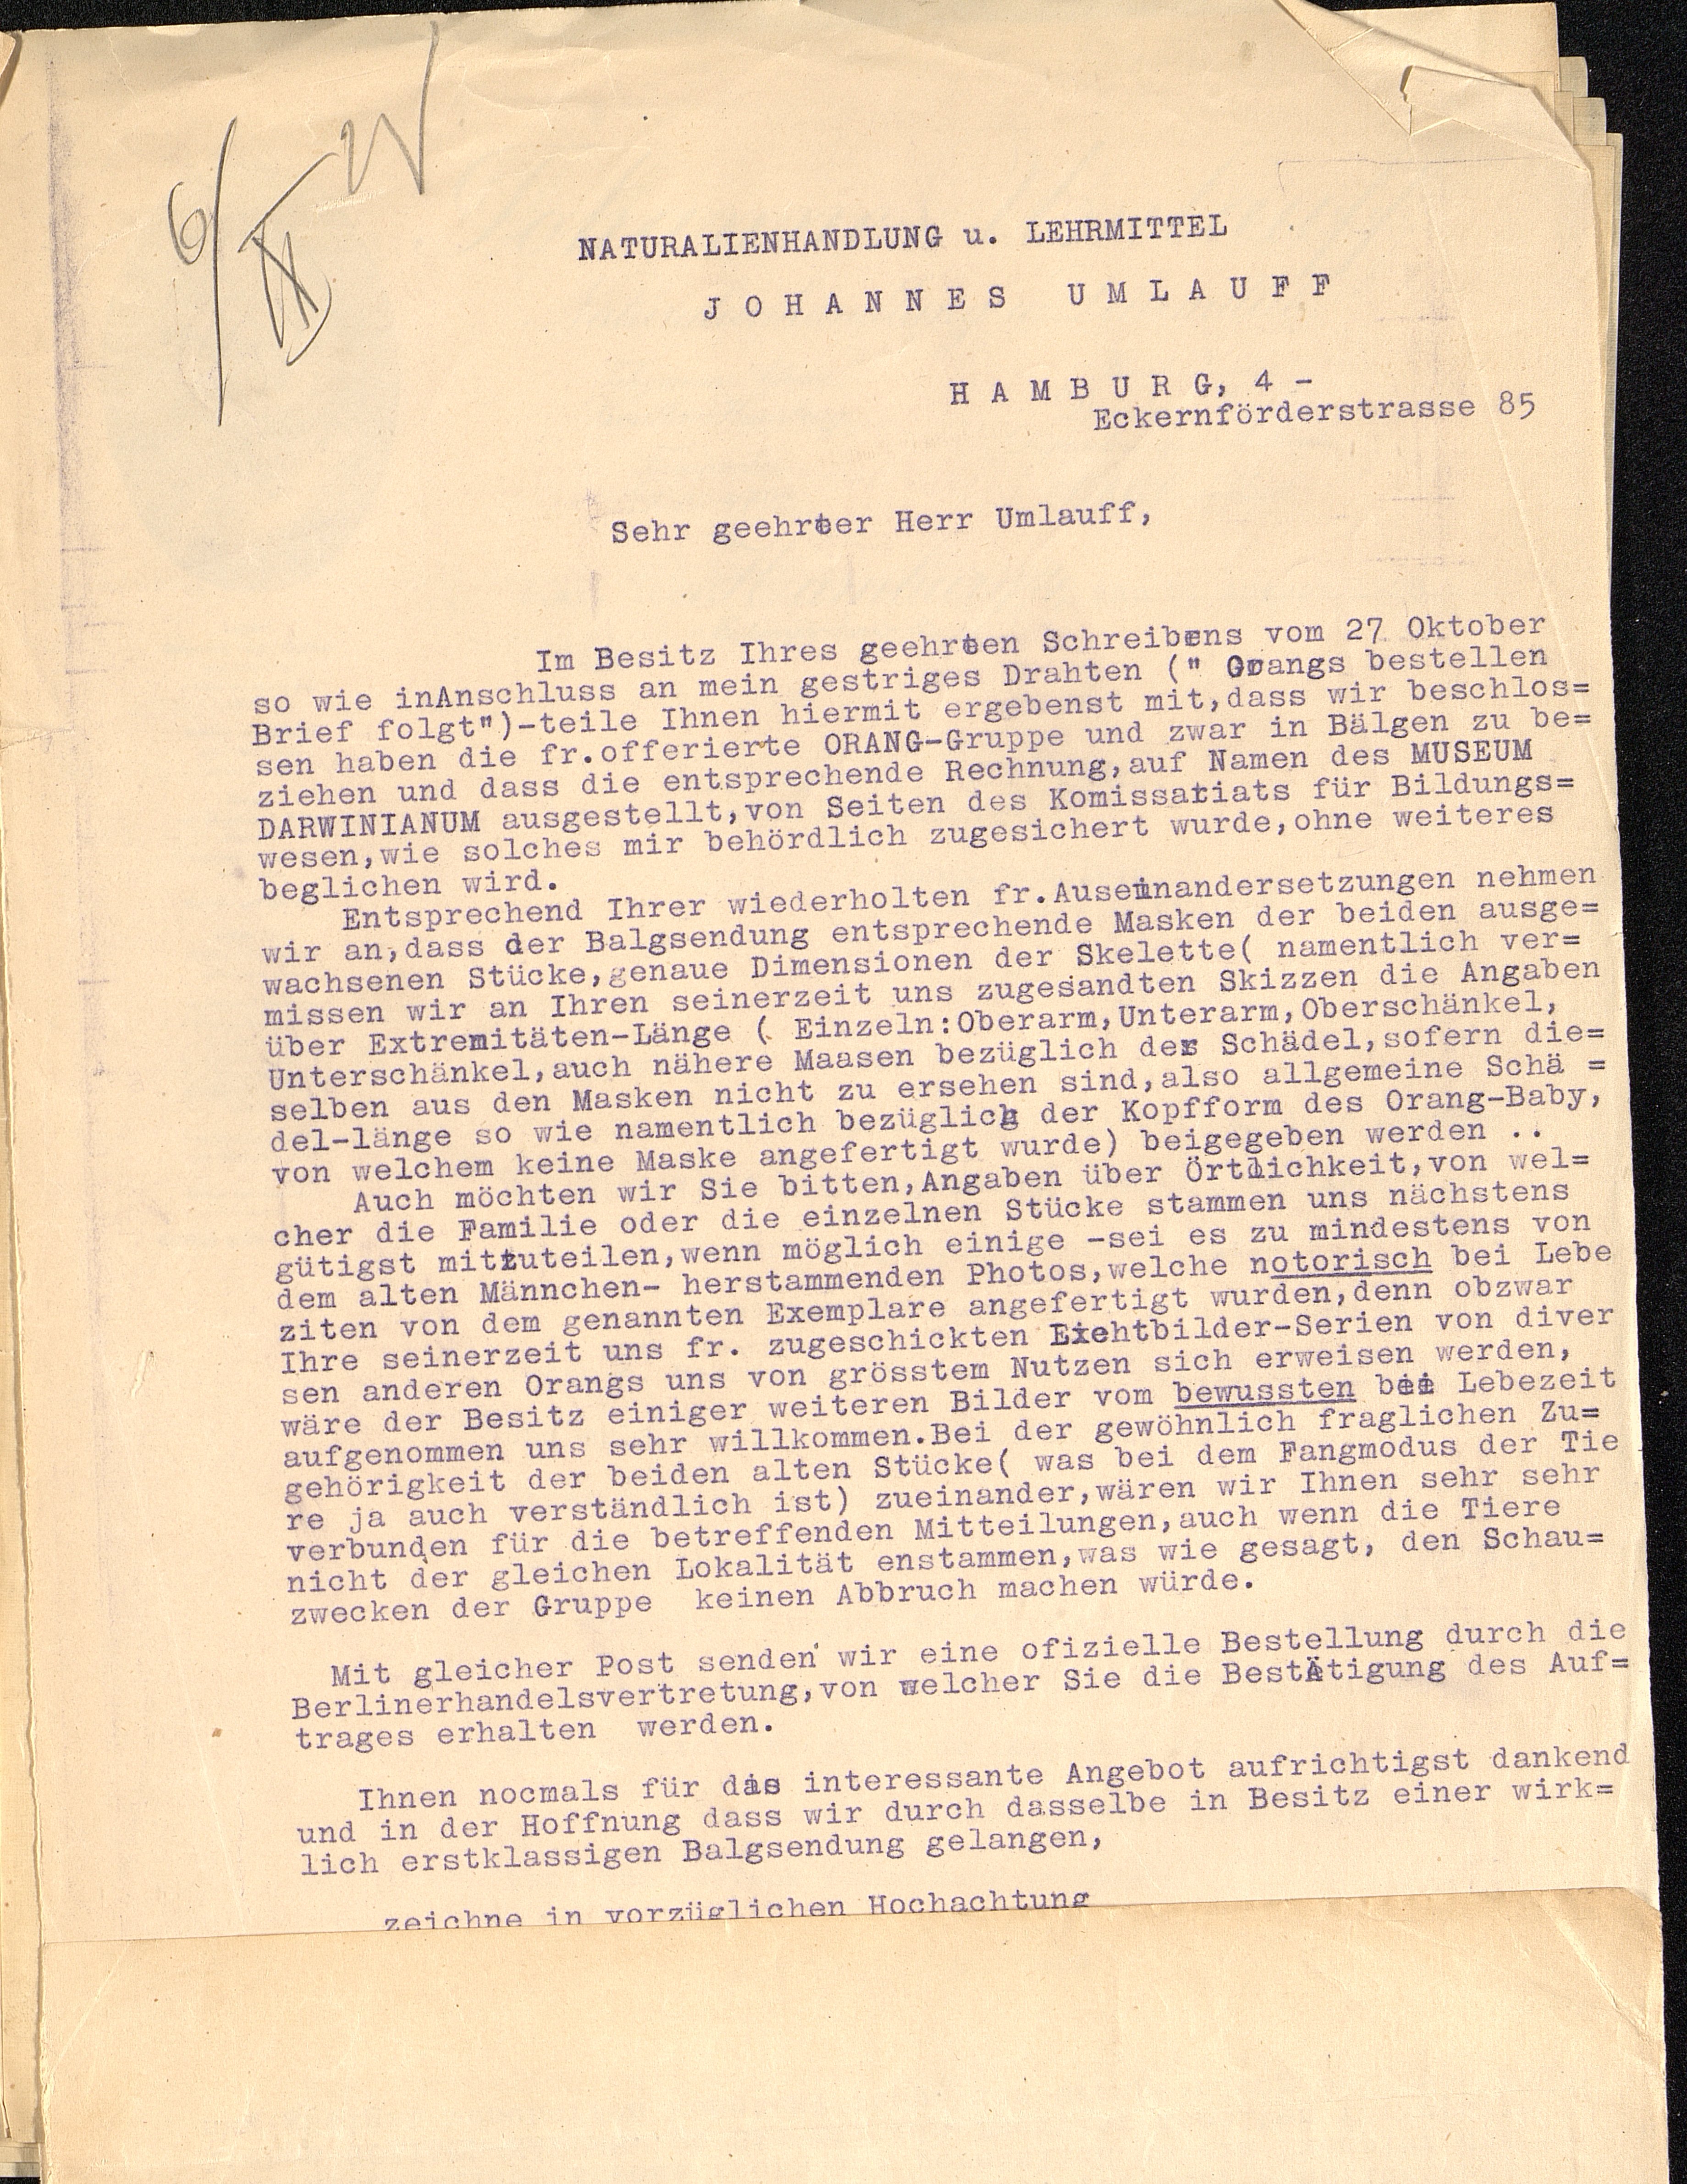 6/XI 27
NATURALIENHANDLUNG u. LEHRMITTEL
J O H A N N E S   U M L A U F F
H A M B U R G, 4 -
Eckernförderstrasse 85
Sehr geehrter Herr Umlauff,
Im Besitz Ihres geehrten Schreibens vom 27 Oktober
so wie inAnschluss an mein gestriges Drahten (" Orangs bestellen
Brief folgt")-teile Ihnen hiermit ergebenst mit,dass wir beschlos=
sen haben die fr.offerierte ORANG-Gruppe und zwar in Bälgen zu be=
ziehen und dass die entsprechende Rechnung,auf Namen des MUSEUM
DARWINIANUM ausgestellt,von Seiten des Komissariats für Bildungs=
wesen,wie solches mir behördlich zugesichert wurde,ohne weiteres
beglichen wird.
Entsprechend Ihrer wiederholten fr.Auseinandersetzungen nehmen
wir an,dass der Balgsendung entsprechende Masken der beiden ausge=
wachsenen Stücke,genaue Dimensionen der Skelette( namentlich ver=
missen wir an Ihren seinerzeit uns zugesandten Skizzen die Angaben
über Extremitäten-Länge ( Einzeln:Oberarm,Unterarm,Oberschänkel,
Unterschänkel,auch nähere Maasen bezüglich der Schädel,sofern die=
selben aus den Masken nicht zu ersehen sind,also allgemeine Schä =
del-länge so wie namentlich bezüglich der Kopfform des Orang-Baby,
von welchem keine Maske angefertigt wurde) beigegeben werden ..
Auch möchten wir Sie bitten,Angaben über Örtlichkeit,von wel=
cher die Familie oder die einzelnen Stücke stammen uns nächstens
gütigst mitzuteilen,wenn möglich einige -sei es zu mindestens von
dem alten Männchen- herstammenden Photos,welche notorisch bei Lebe
ziten von dem genannten Exemplare angefertigt wurden,denn obzwar
Ihre seinerzeit uns fr. zugeschickten Lichtbilder-Serien von diver
sen anderen Orangs uns von grösstem Nutzen sich erweisen werden,
wäre der Besitz einiger weiteren Bilder vom bewussten bei Lebezeit
aufgenommen uns sehr willkommen.Bei der gewöhnlich fraglichen Zu=
gehörigkeit der beiden alten Stücke( was bei dem Fangmodus der Tie
re ja auch verständlich ist) zueinander,wären wir Ihnen sehr sehr
verbunden für die betreffenden Mitteilungen,auch wenn die Tiere
nicht der gleichen Lokalität enstammen,was wie gesagt, den Schau=
zwecken der Gruppe keinen Abbruch machen würde.
Mit gleicher Post senden wir eine ofizielle Bestellung durch die
Berlinerhandelsvertretung,von welcher Sie die Bestätigung des Auf=
trages erhalten werden.
Ihnen nocmals für das interessante Angebot aufrichtigst dankend
und in der Hoffnung dass wir durch dasselbe in Besitz einer wirk=
lich erstklassigen Balgsendung gelangen,
zeichne in vorzüglichen Hochachtung